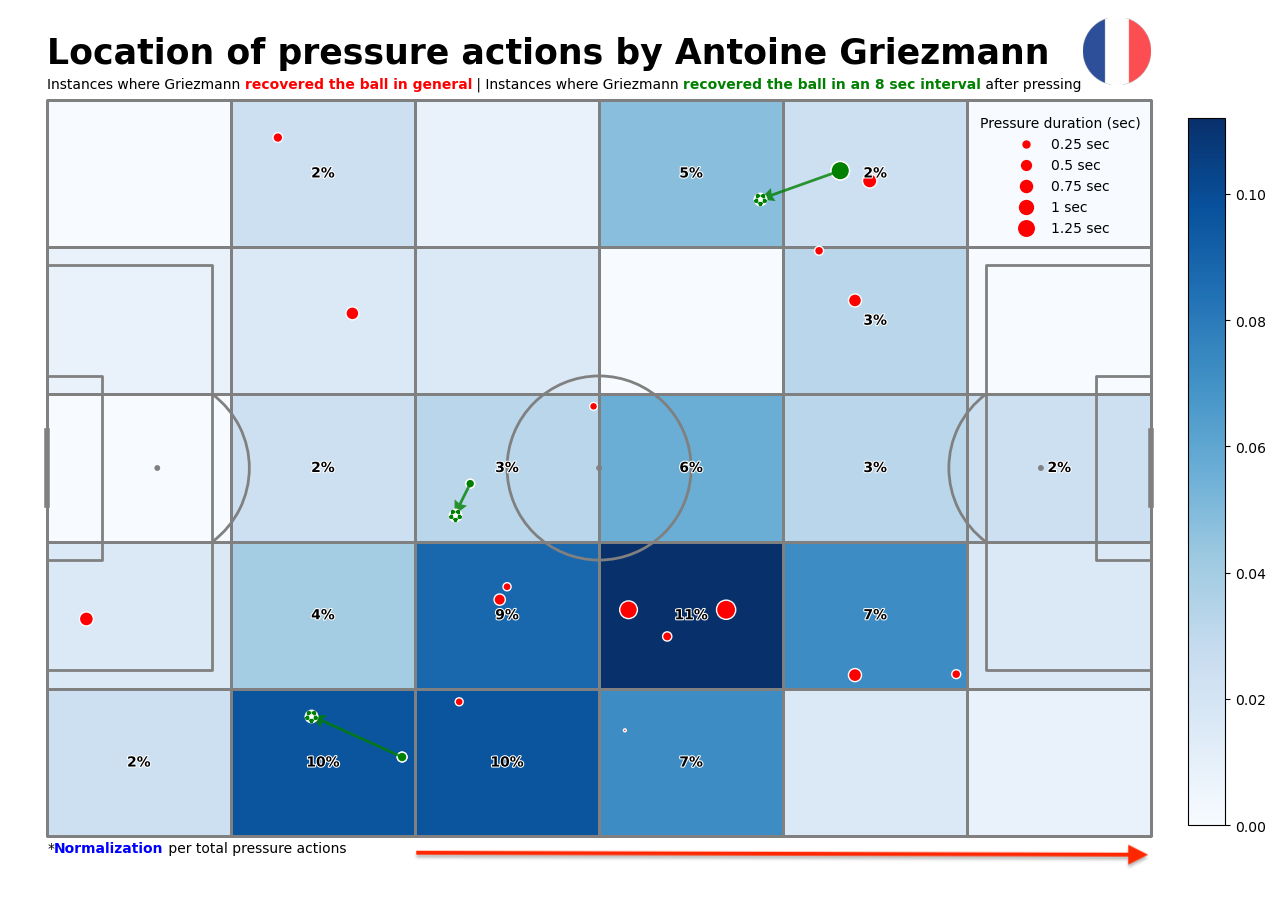 Location of pressure actions by Antoine Griezmann
Instances where Griezmann recovered the ball in general | Instances where Griezmann recovered the ball in an 8 sec interval after pressing
Pressure duration (sec)
0.25 sec
0.5 sec
0.75 sec
1 sec
1.25 sec
2%
5%
2%
3%
2%
3%
6%
3%
2%
4%
9%
11%
7%
2%
10%
10%
7%
0.10
0.08
0.06
0.04
0.02
0.00
*Normalization per total pressure actions